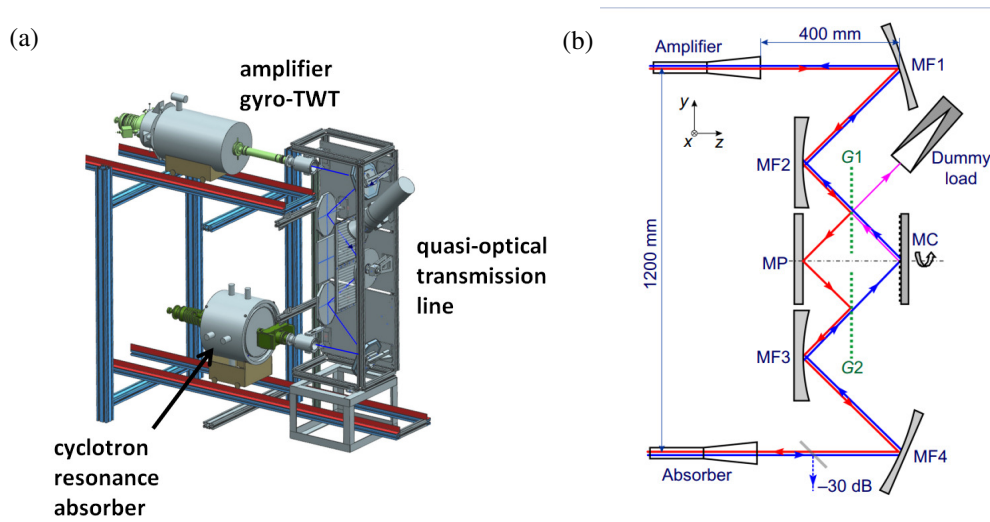 (a)
amplifier
gyro-TWT
quasi-optical
transmission
line
cyclotron
resonance
absorber
(b)
400 mm
Amplifier
MF1
y
x
z
MF2
G1
Dummy
load
1200 mm
MP
MC
MF3
G2
Absorber
–30 dB
MF4